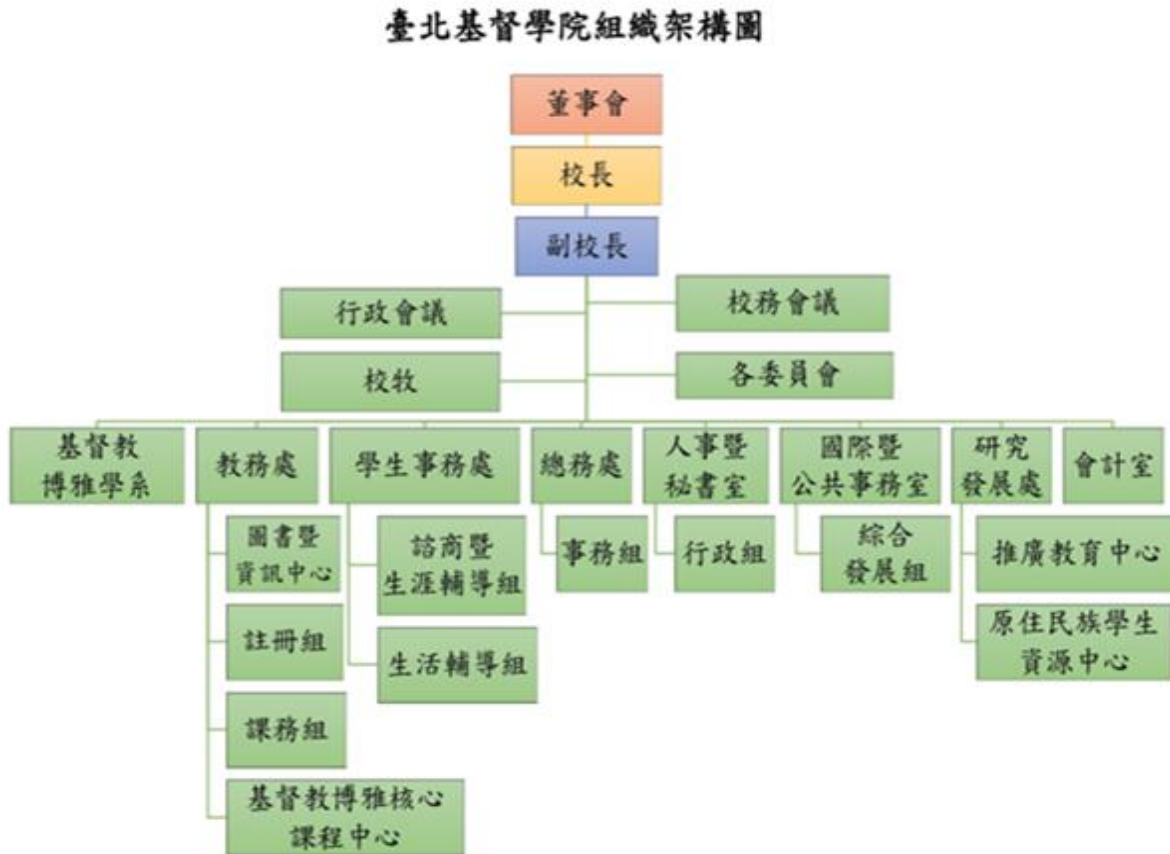 臺北基督學院組織架構圖
董事會
校長
副校長
行政會議
校務會議
校牧
各委員會
基督教
博雅學系
教務處
學生事務處
總務處
人事暨
秘書室
國際暨
公共事務室
研究
發展處
會計室
圖書暨
資訊中心
註冊組
課務組
基督教博雅核心
課程中心
諮商暨
生涯輔導組
生活輔導組
事務組
行政組
綜合
發展組
推廣教育中心
原住民族學生
資源中心